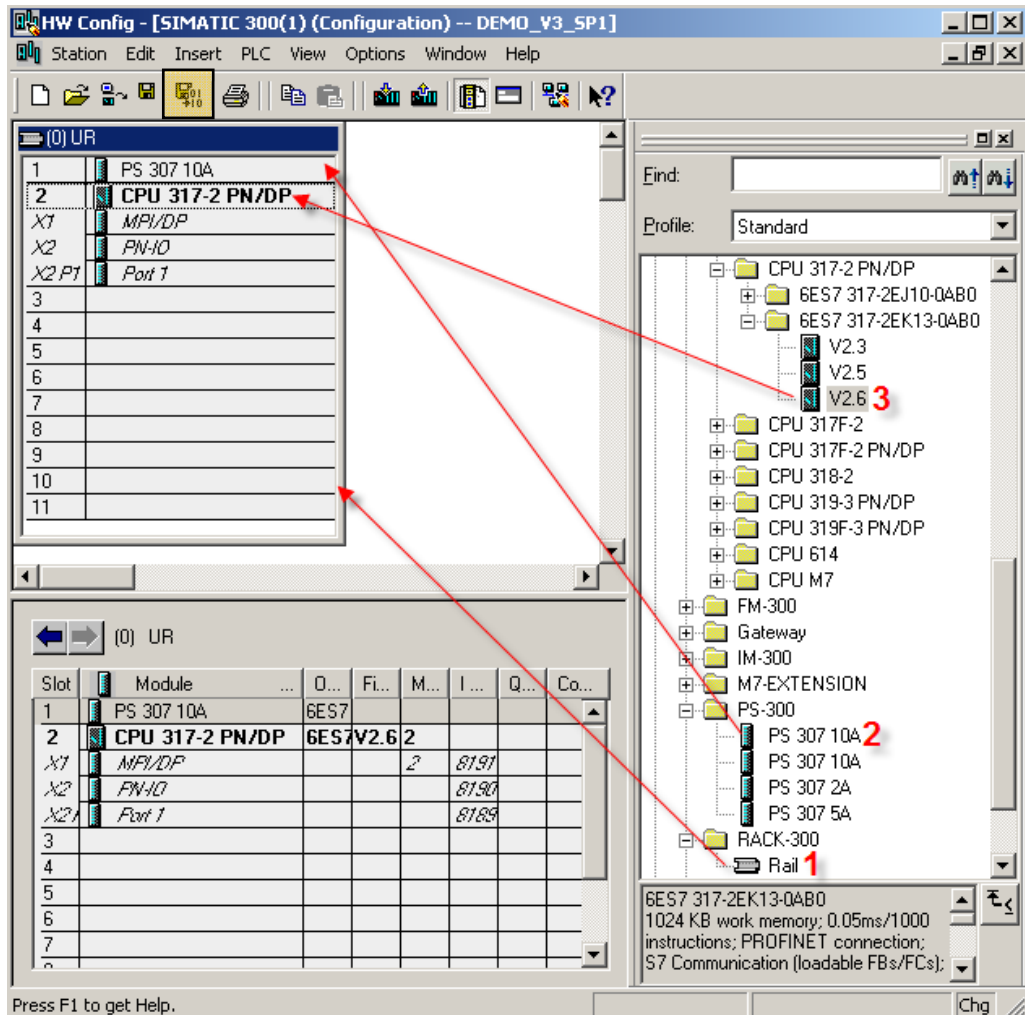 HW Config - [SIMATIC 300(1) (Configuration) -- DEMO_V3_SP1]
Station Edit Insert PLC View Options Window Help
(0) UR
1 PS 307 10A
2 CPU 317-2 PN/DP
X1 MPI/DP
X2 PN-IO
X2 P1 Port 1
3
4
5
6
7
8
9
10
11
Find:
Profile: Standard
CPU 317-2 PN/DP
6ES7 317-2EJ10-0AB0
6ES7 317-2EK13-0AB0
V2.3
V2.5
V2.6 3
CPU 317F-2
CPU 317F-2 PN/DP
CPU 318-2
CPU 319-3 PN/DP
CPU 319F-3 PN/DP
CPU 614
CPU M7
FM-300
Gateway
IM-300
M7-EXTENSION
PS-300
PS 307 10A 2
PS 307 10A
PS 307 2A
PS 307 5A
RACK-300
Rail 1
6ES7 317-2EK13-0AB0
1024 KB work memory; 0.05ms/1000
instructions; PROFINET connection;
S7 Communication (loadable FBs/FCs);
(0) UR
Slot Module ... O... Fi... M... I ... Q... Co...
1 PS 307 10A 6ES7
2 CPU 317-2 PN/DP 6ES7 V2.6 2
X1 MPI/DP 2 8191
X2 PN-IO 8190
X2 Port 1 8189
3
4
5
6
7
Press F1 to get Help.
Chg